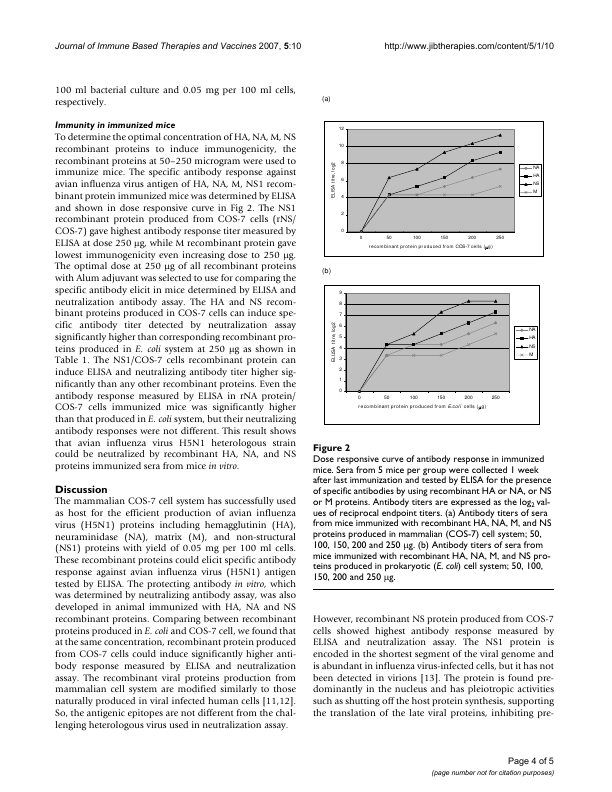 Journal of Immune Based Therapies and Vaccines 2007, 5:10
http://www.jibtherapies.com/content/5/1/10
100 ml bacterial culture and 0.05 mg per 100 ml cells,
respectively.
Immunity in immunized mice
To determine the optimal concentration of HA, NA, M, NS
recombinant proteins to induce immunogenicity, the
recombinant proteins at 50–250 microgram were used to
immunize mice. The specific antibody response against
avian influenza virus antigen of HA, NA, M, NS1 recom-
binant protein immunized mice was determined by ELISA
and shown in dose responsive curve in Fig 2. The NS1
recombinant protein produced from COS-7 cells (rNS/
COS-7) gave highest antibody response titer measured by
ELISA at dose 250 μg, while M recombinant protein gave
lowest immunogenicity even increasing dose to 250 μg.
The optimal dose at 250 μg of all recombinant proteins
with Alum adjuvant was selected to use for comparing the
specific antibody elicit in mice determined by ELISA and
neutralization antibody assay. The HA and NS recom-
binant proteins produced in COS-7 cells can induce spe-
cific antibody titer detected by neutralization assay
significantly higher than corresponding recombinant pro-
teins produced in E. coli system at 250 μg as shown in
Table 1. The NS1/COS-7 cells recombinant protein can
induce ELISA and neutralizing antibody titer higher sig-
nificantly than any other recombinant proteins. Even the
antibody response measured by ELISA in rNA protein/
COS-7 cells immunized mice was significantly higher
than that produced in E. coli system, but their neutralizing
antibody responses were not different. This result shows
that avian influenza virus H5N1 heterologous strain
could be neutralized by recombinant HA, NA, and NS
proteins immunized sera from mice in vitro.
Discussion
The mammalian COS-7 cell system has successfully used
as host for the efficient production of avian influenza
virus (H5N1) proteins including hemagglutinin (HA),
neuraminidase (NA), matrix (M), and non-structural
(NS1) proteins with yield of 0.05 mg per 100 ml cells.
These recombinant proteins could elicit specific antibody
response against avian influenza virus (H5N1) antigen
tested by ELISA. The protecting antibody in vitro, which
was determined by neutralizing antibody assay, was also
developed in animal immunized with HA, NA and NS
recombinant proteins. Comparing between recombinant
proteins produced in E. coli and COS-7 cell, we found that
at the same concentration, recombinant protein produced
from COS-7 cells could induce significantly higher anti-
body response measured by ELISA and neutralization
assay. The recombinant viral proteins production from
mammalian cell system are modified similarly to those
naturally produced in viral infected human cells [11,12].
So, the antigenic epitopes are not different from the chal-
lenging heterologous virus used in neutralization assay.
(a)
12
10
8
6
4
2
0
ELISA titre, log2
0 50 100 150 200 250
recombinant protein produced from COS-7 cells (μg)
NA
HA
NS
M
(b)
9
8
7
6
5
4
3
2
1
0
ELISA titre, log2
0 50 100 150 200 250
recombinant protein produced from E.coli cells (μg)
NA
HA
NS
M
Figure 2
Dose responsive curve of antibody response in immunized
mice. Sera from 5 mice per group were collected 1 week
after last immunization and tested by ELISA for the presence
of specific antibodies by using recombinant HA or NA, or NS
or M proteins. Antibody titers are expressed as the log2 val-
ues of reciprocal endpoint titers. (a) Antibody titers of sera
from mice immunized with recombinant HA, NA, M, and NS
proteins produced in mammalian (COS-7) cell system; 50,
100, 150, 200 and 250 μg. (b) Antibody titers of sera from
mice immunized with recombinant HA, NA, M, and NS pro-
teins produced in prokaryotic (E. coli) cell system; 50, 100,
150, 200 and 250 μg.
However, recombinant NS protein produced from COS-7
cells showed highest antibody response measured by
ELISA and neutralization assay. The NS1 protein is
encoded in the shortest segment of the viral genome and
is abundant in influenza virus-infected cells, but it has not
been detected in virions [13]. The protein is found pre-
dominantly in the nucleus and has pleiotropic activities
such as shutting off the host protein synthesis, supporting
the translation of the late viral proteins, inhibiting pre-
Page 4 of 5
(page number not for citation purposes)